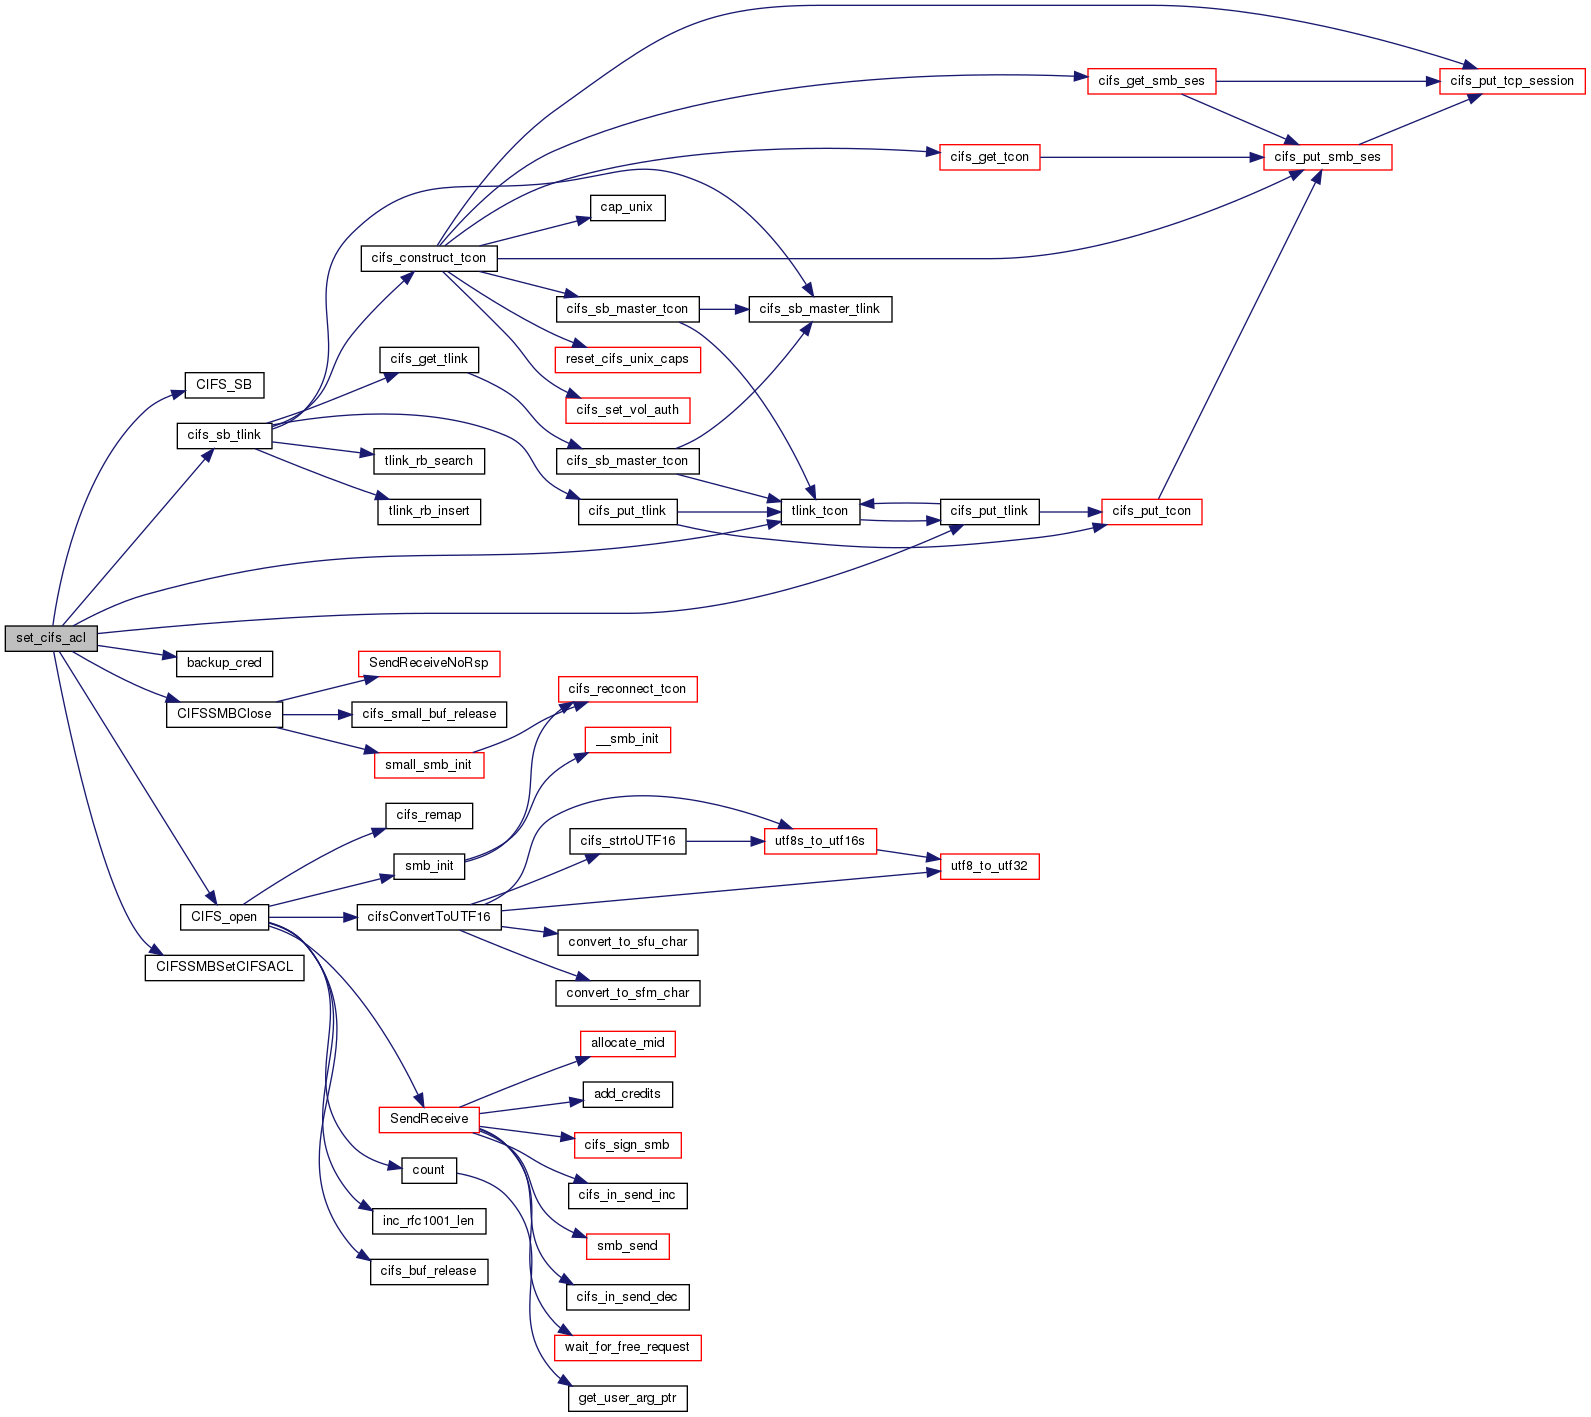 cifs_get_smb_ses
cifs_put_tcp_session
cifs_get_tcon
cifs_put_smb_ses
cap_unix
cifs_construct_tcon
cifs_sb_master_tcon
cifs_sb_master_tlink
cifs_get_tlink
reset_cifs_unix_caps
CIFS_SB
cifs_set_vol_auth
cifs_sb_tlink
tlink_rb_search
cifs_sb_master_tcon
tlink_rb_insert
cifs_put_tlink
tlink_tcon
cifs_put_tlink
cifs_put_tcon
set_cifs_acl
backup_cred
SendReceiveNoRsp
cifs_reconnect_tcon
CIFSSMBClose
cifs_small_buf_release
__smb_init
small_smb_init
cifs_remap
cifs_strtoUTF16
utf8s_to_utf16s
smb_init
utf8_to_utf32
CIFS_open
cifsConvertToUTF16
convert_to_sfu_char
CIFSSMBSetCIFSACL
convert_to_sfm_char
allocate_mid
add_credits
SendReceive
cifs_sign_smb
count
cifs_in_send_inc
inc_rfc1001_len
smb_send
cifs_buf_release
cifs_in_send_dec
wait_for_free_request
get_user_arg_ptr